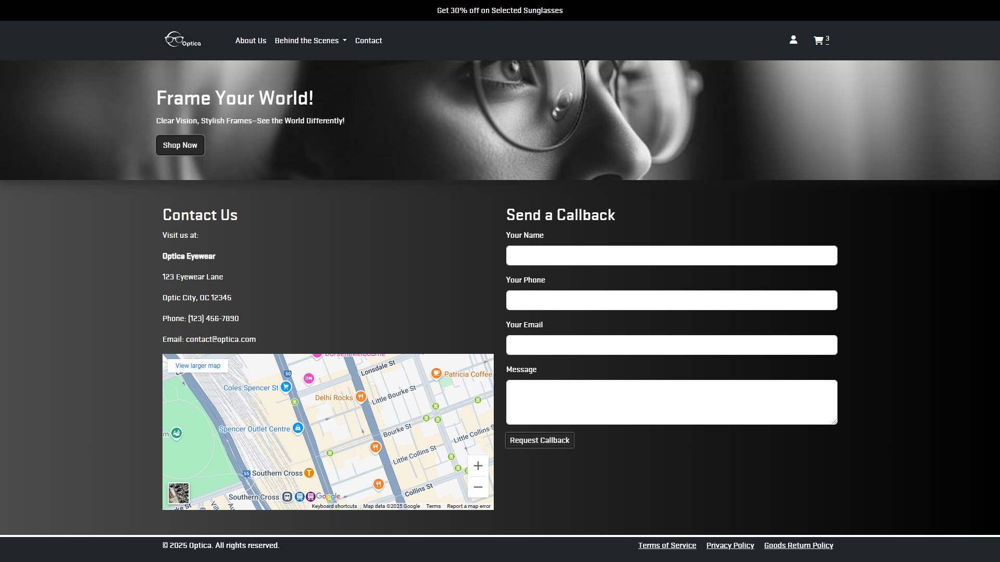 Get 30% off on Selected Sunglasses
Optica
About Us
Behind the Scenes
Contact
3
Frame Your World!
Clear Vision, Stylish Frames—See the World Differently!
Shop Now
Contact Us
Visit us at:
Optica Eyewear
123 Eyewear Lane
Optic City, OC 12345
Phone: (123) 456-7890
Email: contact@optica.com
View larger map
Dorsett Melbourne
Lonsdale St
50
Patricia Coffee
Coles Spencer St
Little Bourke St
Delhi Rocks
Spencer Outlet Centre
Bourke St
Little Collins St
Little Collins St
55
Southern Cross
T
Collins St
Southern Cross
Google
Keyboard shortcuts
Map data ©2025 Google
Terms
Report a map error
Send a Callback
Your Name
Your Phone
Your Email
Message
Request Callback
© 2025 Optica. All rights reserved.
Terms of Service
Privacy Policy
Goods Return Policy